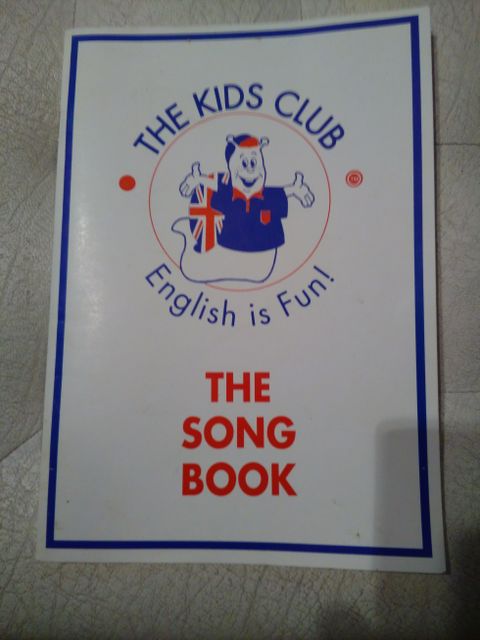 THE KIDS CLUB
English is Fun!
THE
SONG
BOOK